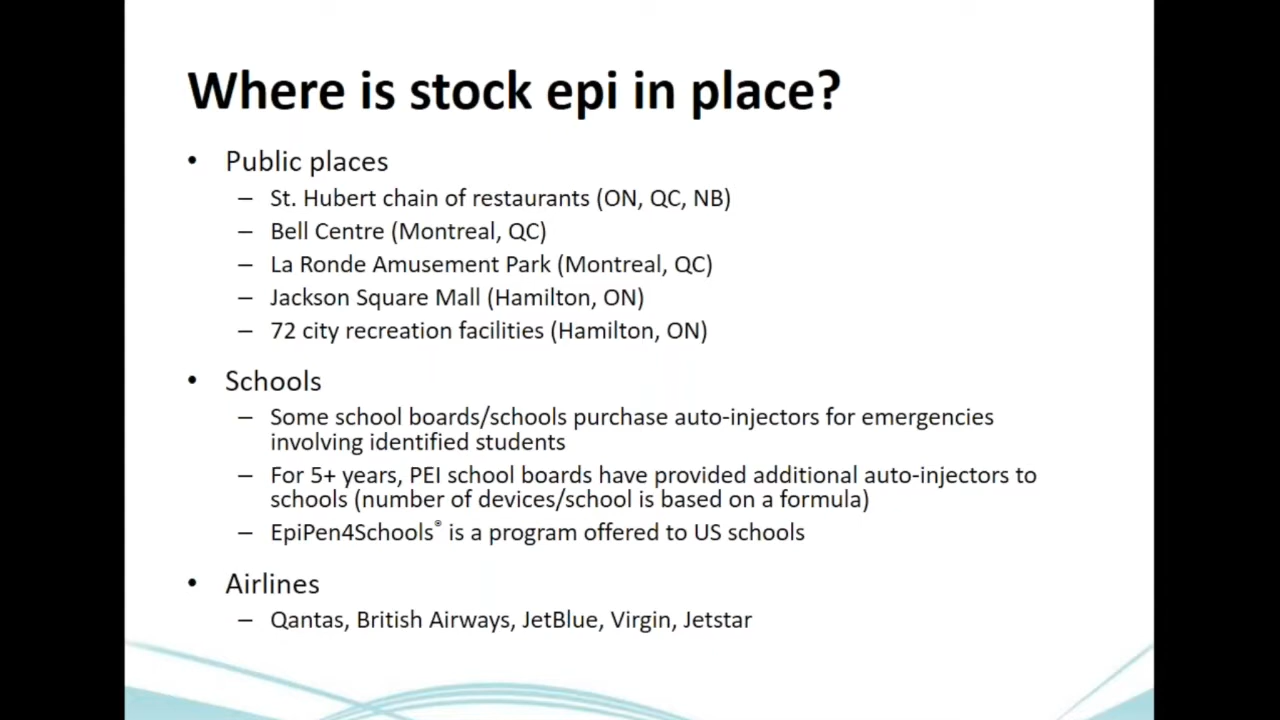 Where is stock epi in place?
• Public places
– St. Hubert chain of restaurants (ON, QC, NB)
– Bell Centre (Montreal, QC)
– La Ronde Amusement Park (Montreal, QC)
– Jackson Square Mall (Hamilton, ON)
– 72 city recreation facilities (Hamilton, ON)
• Schools
– Some school boards/schools purchase auto-injectors for emergencies
involving identified students
– For 5+ years, PEI school boards have provided additional auto-injectors to
schools (number of devices/school is based on a formula)
– EpiPen4Schools® is a program offered to US schools
• Airlines
– Qantas, British Airways, JetBlue, Virgin, Jetstar